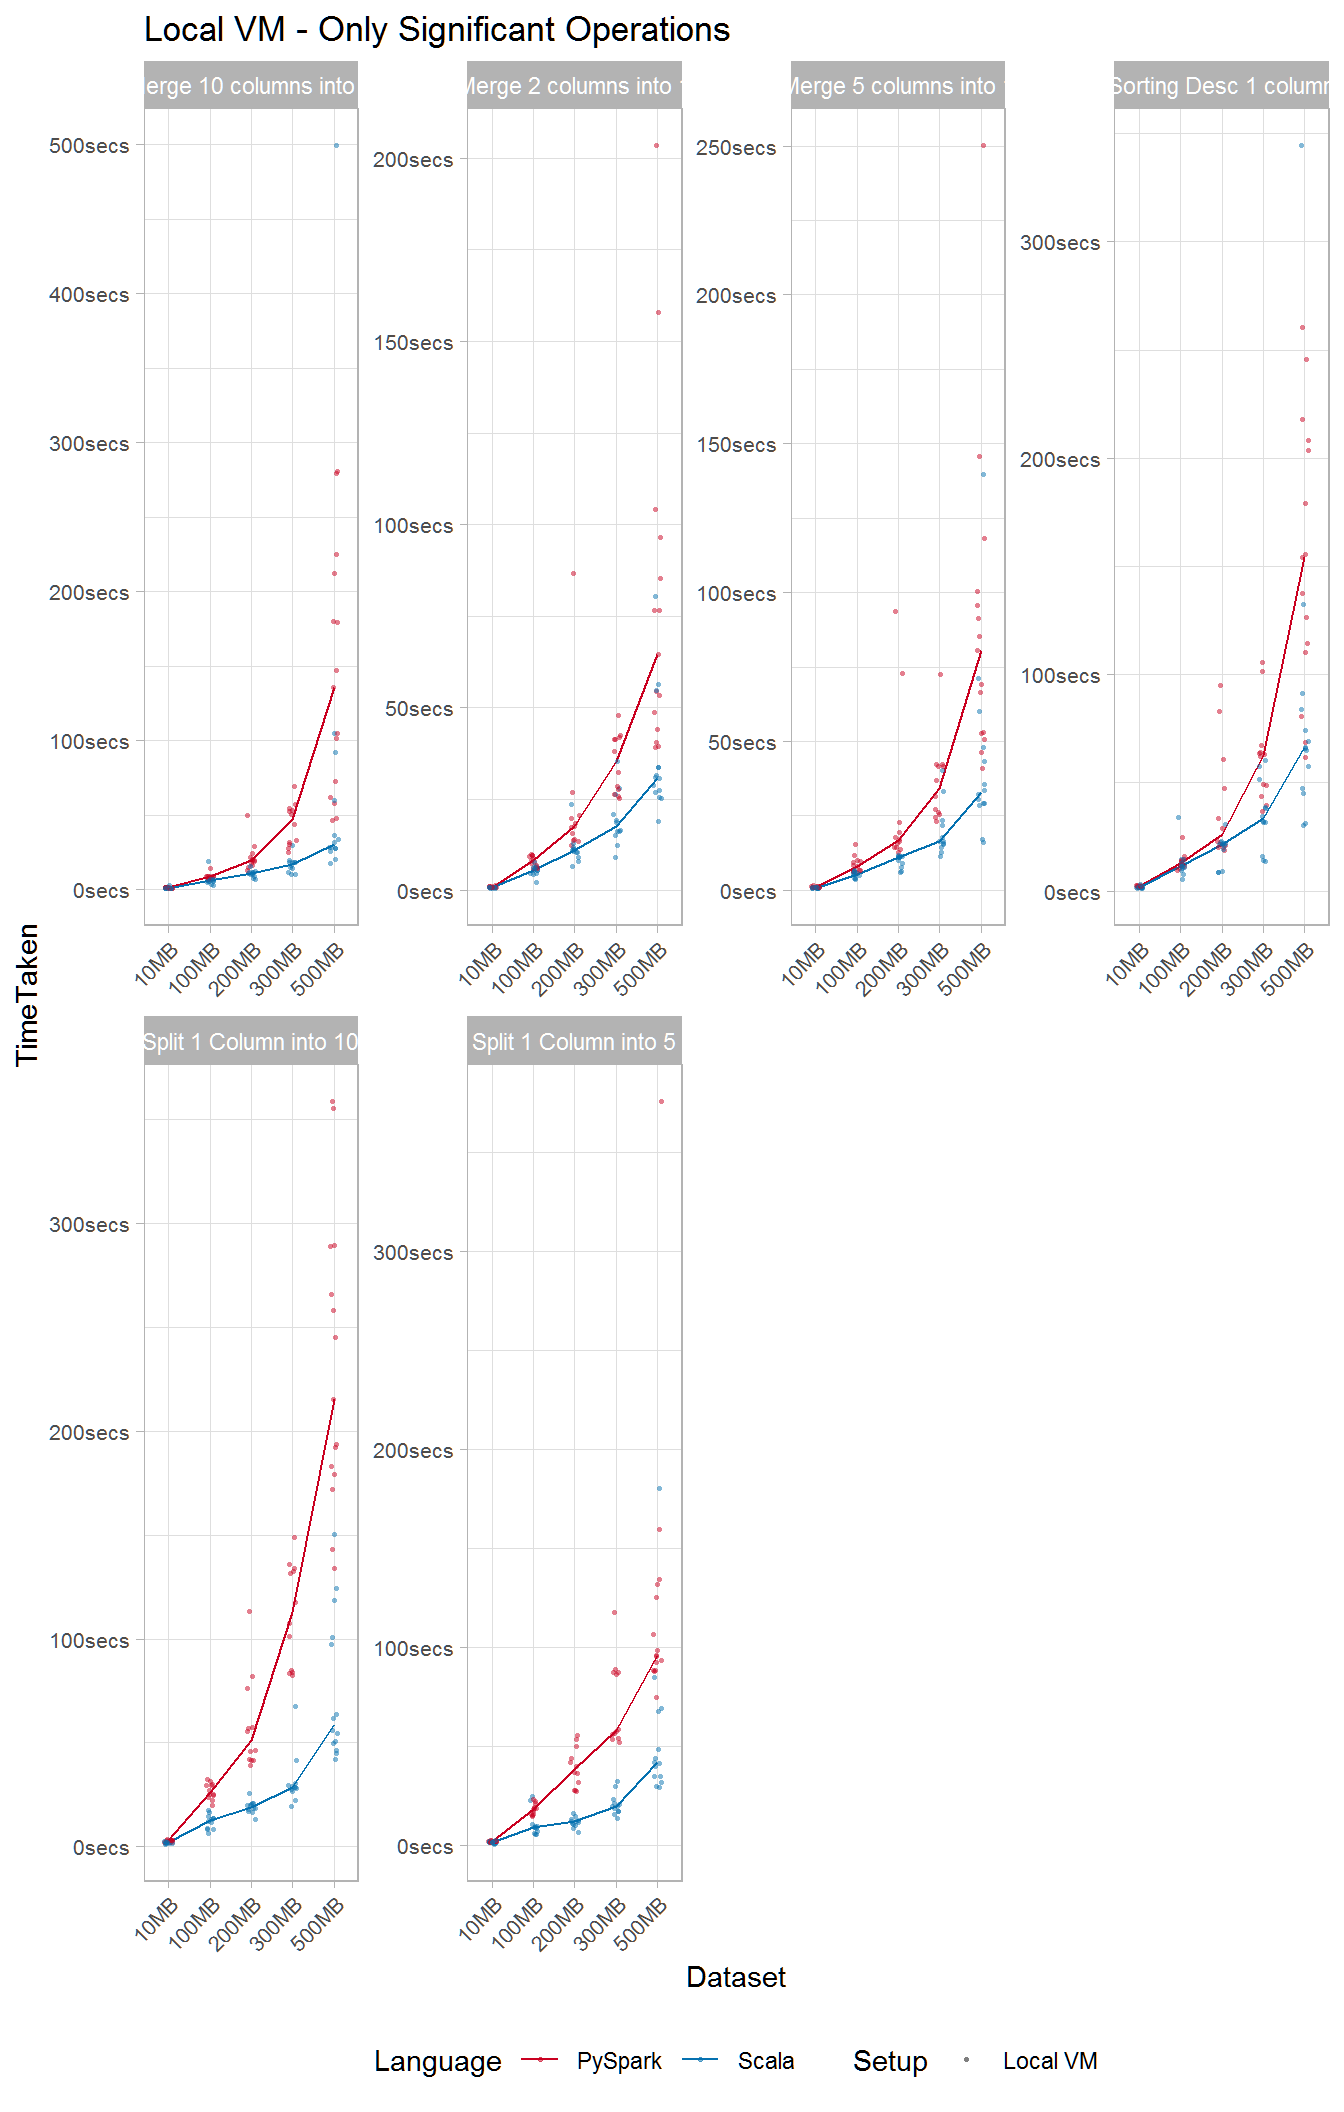 Local VM - Only Significant Operations
erge 10 columns into
Merge 2 columns into 1
Merge 5 columns into 1
Sorting Desc 1 column
500secs
400secs
300secs
200secs
100secs
0secs
200secs
150secs
100secs
50secs
0secs
250secs
200secs
150secs
100secs
50secs
0secs
300secs
200secs
100secs
0secs
10MB
100MB
200MB
300MB
500MB
10MB
100MB
200MB
300MB
500MB
10MB
100MB
200MB
300MB
500MB
10MB
100MB
200MB
300MB
500MB
TimeTaken
Split 1 Column into 10
Split 1 Column into 5
300secs
200secs
100secs
0secs
300secs
200secs
100secs
0secs
10MB
100MB
200MB
300MB
500MB
10MB
100MB
200MB
300MB
500MB
Dataset
Language PySpark Scala Setup Local VM